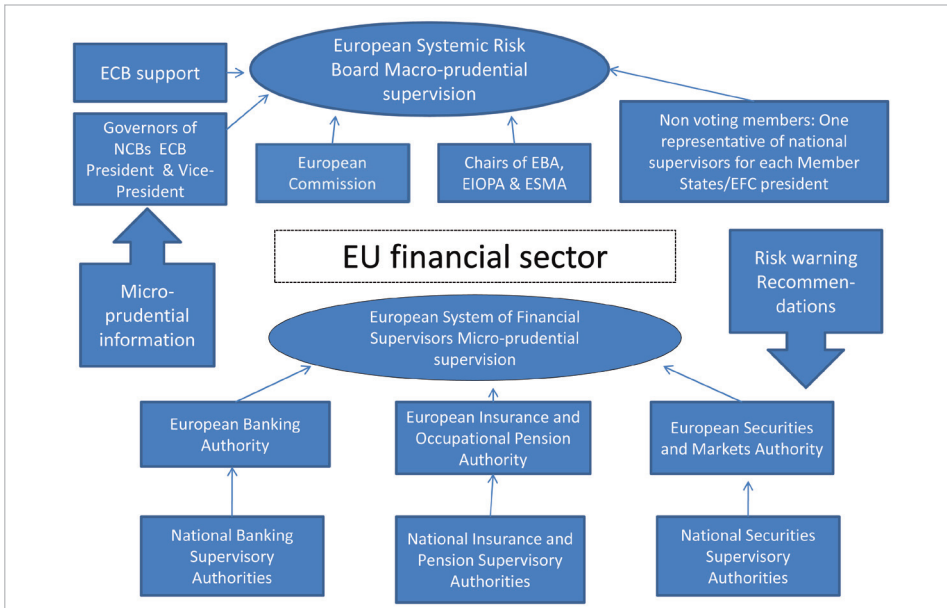 European Systemic Risk
Board Macro-prudential
supervision
ECB support
Governors of
NCBs ECB
President & Vice-
President
European
Commission
Chairs of EBA,
EIOPA & ESMA
Non voting members: One
representative of national
supervisors for each Member
States/EFC president
EU financial sector
Micro-
prudential
information
Risk warning
Recommen-
dations
European System of Financial
Supervisors Micro-prudential
supervision
European Banking
Authority
European Insurance and
Occupational Pension
Authority
European Securities
and Markets Authority
National Banking
Supervisory
Authorities
National Insurance and
Pension Supervisory
Authorities
National Securities
Supervisory
Authorities